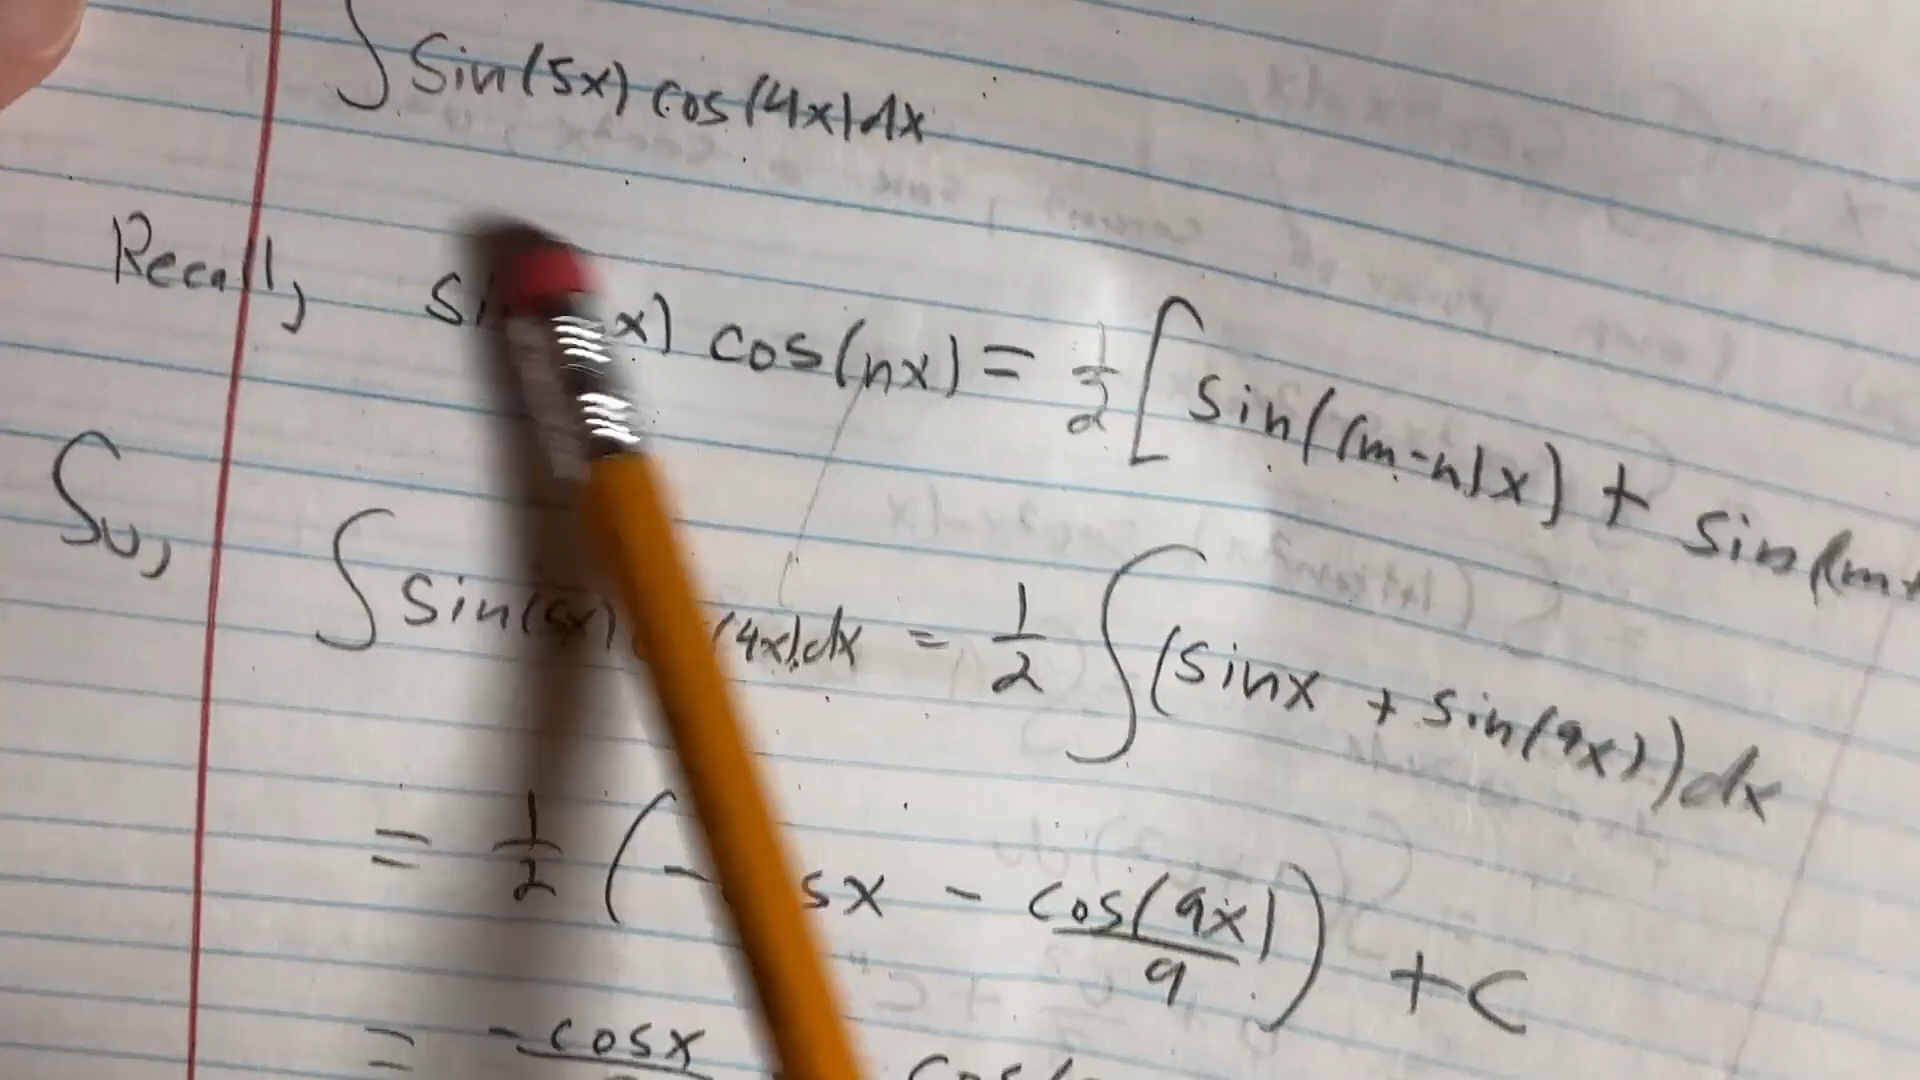 ∫ sin(5x) cos(4x)dx
Recall, x) cos(nx) = 1/2 [ sin((m-n)x) + sin(m+
So, ∫ sin(5x) (4x)dx = 1/2 ∫ (sinx + sin(9x))dx
= 1/2 ( - sx - cos(9x)/9 ) + C
= -cosx